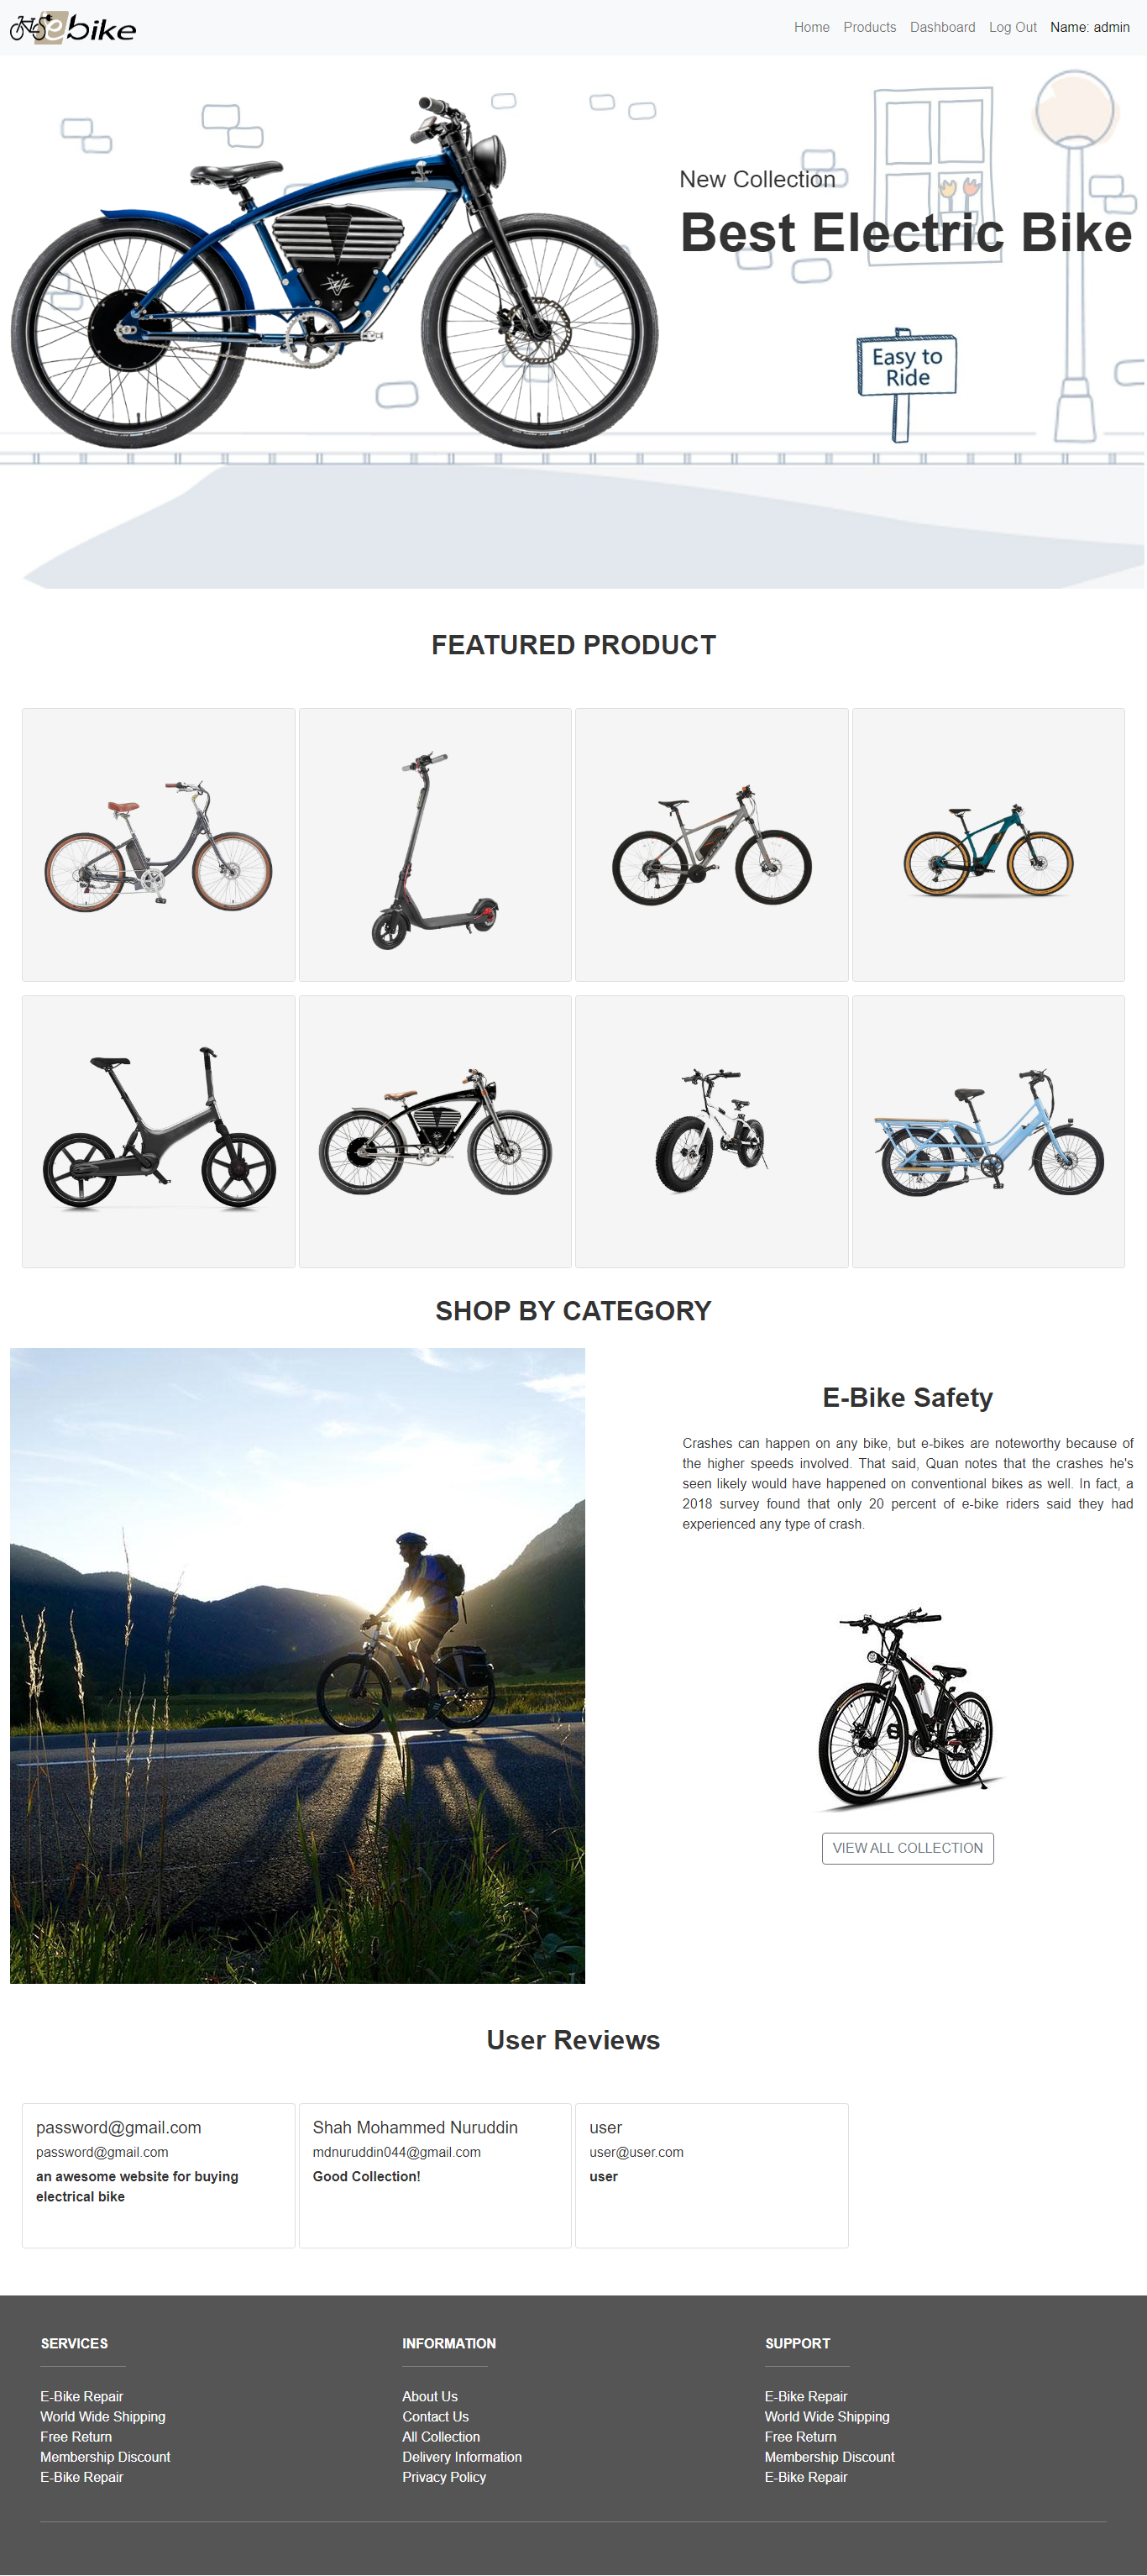 ebike
Home Products Dashboard Log Out Name: admin
New Collection
Best Electric Bike
SHELBY
Easy to
Ride
FEATURED PRODUCT
SHOP BY CATEGORY
E-Bike Safety
Crashes can happen on any bike, but e-bikes are noteworthy because of
the higher speeds involved. That said, Quan notes that the crashes he's
seen likely would have happened on conventional bikes as well. In fact, a
2018 survey found that only 20 percent of e-bike riders said they had
experienced any type of crash.
VIEW ALL COLLECTION
User Reviews
password@gmail.com
password@gmail.com
an awesome website for buying
electrical bike
Shah Mohammed Nuruddin
mdnuruddin044@gmail.com
Good Collection!
user
user@user.com
user
SERVICES
E-Bike Repair
World Wide Shipping
Free Return
Membership Discount
E-Bike Repair
INFORMATION
About Us
Contact Us
All Collection
Delivery Information
Privacy Policy
SUPPORT
E-Bike Repair
World Wide Shipping
Free Return
Membership Discount
E-Bike Repair